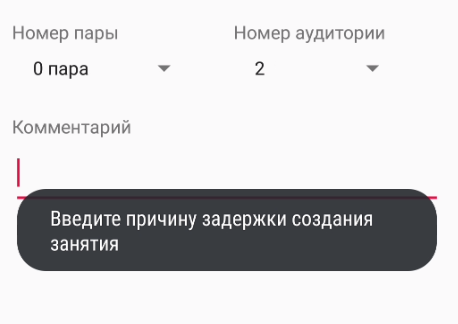 Номер пары Номер аудитории
0 пара 2
Комментарий
Введите причину задержки создания
занятия